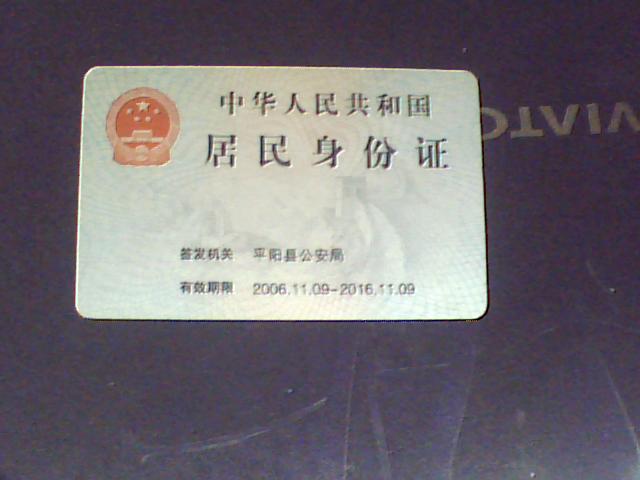 中华人民共和国
居民身份证
签发机关 平阳县公安局
有效期限 2006.11.09-2016.11.09